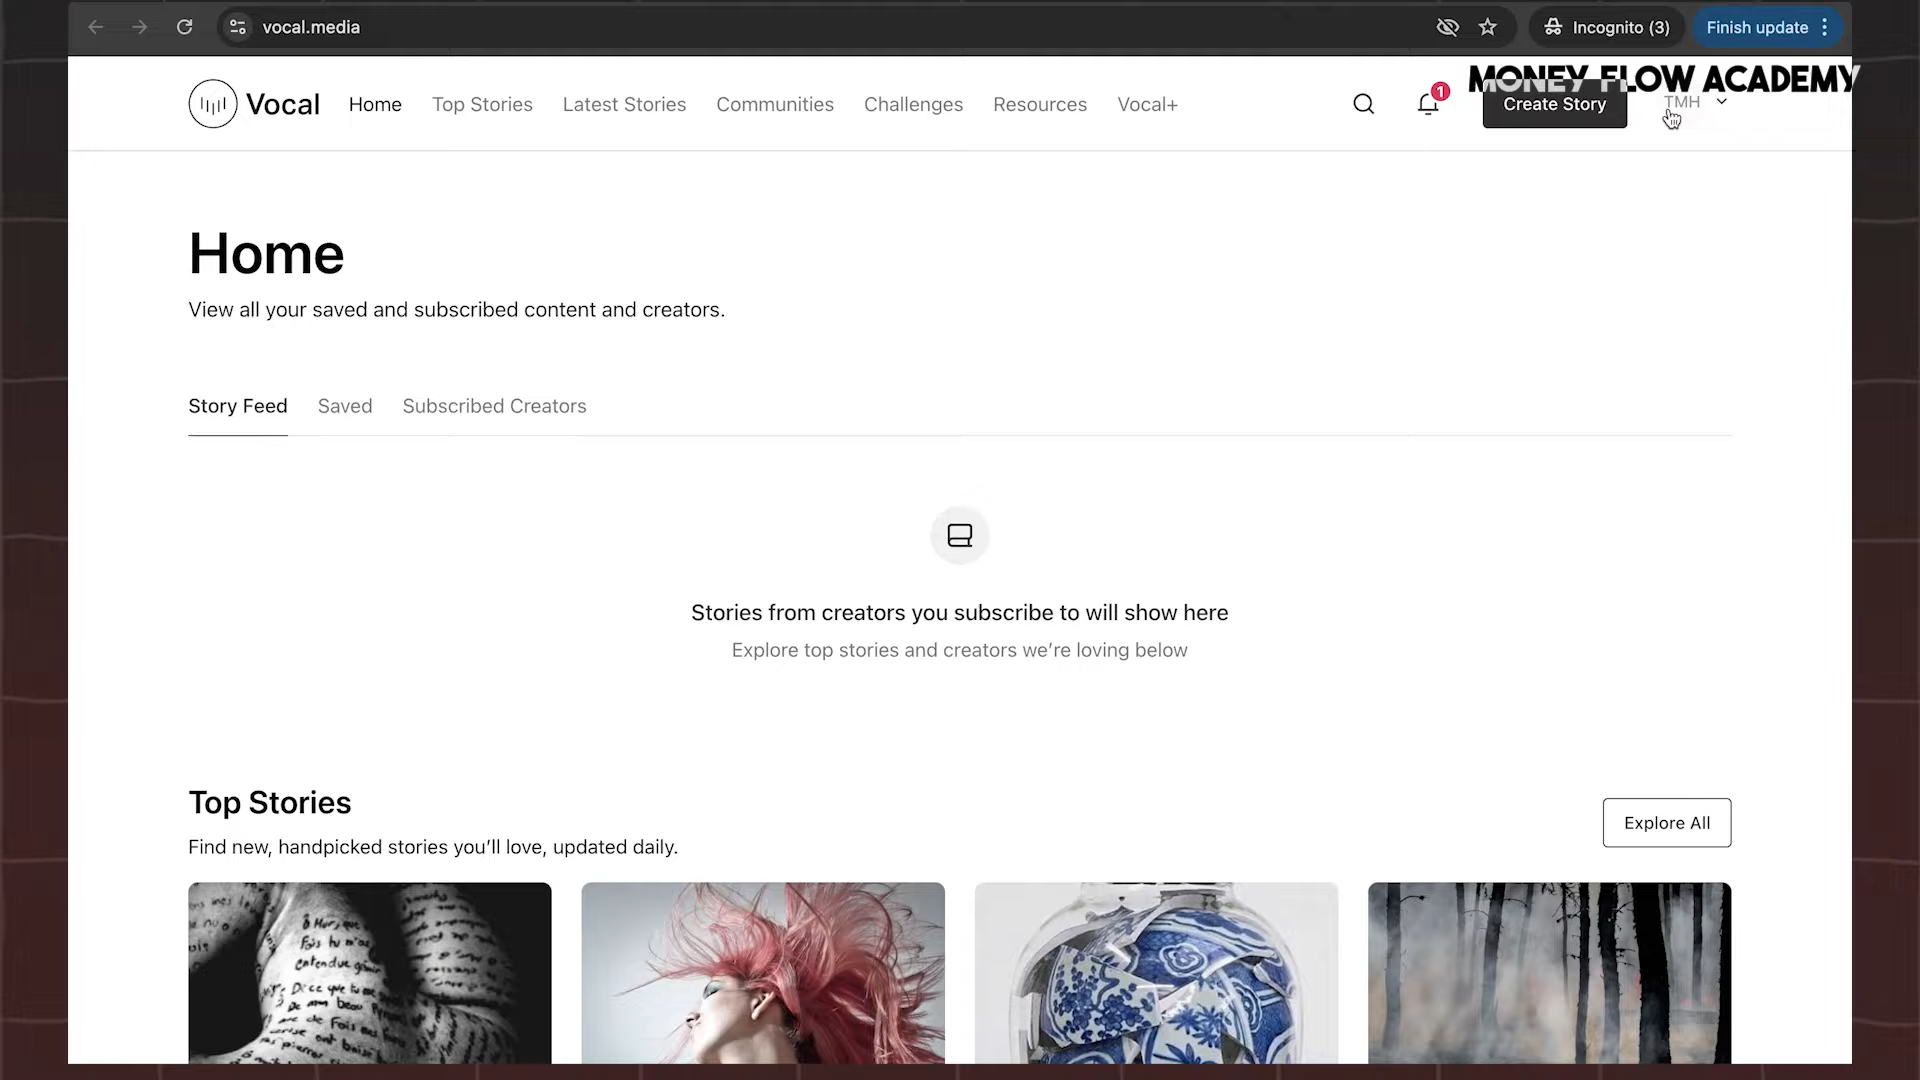 vocal.media
Incognito (3)
Finish update
MONEY FLOW ACADEMY
Vocal
Home
Top Stories
Latest Stories
Communities
Challenges
Resources
Vocal+
1
Create Story
TMH
Home
View all your saved and subscribed content and creators.
Story Feed
Saved
Subscribed Creators
Stories from creators you subscribe to will show here
Explore top stories and creators we're loving below
Top Stories
Find new, handpicked stories you'll love, updated daily.
Explore All